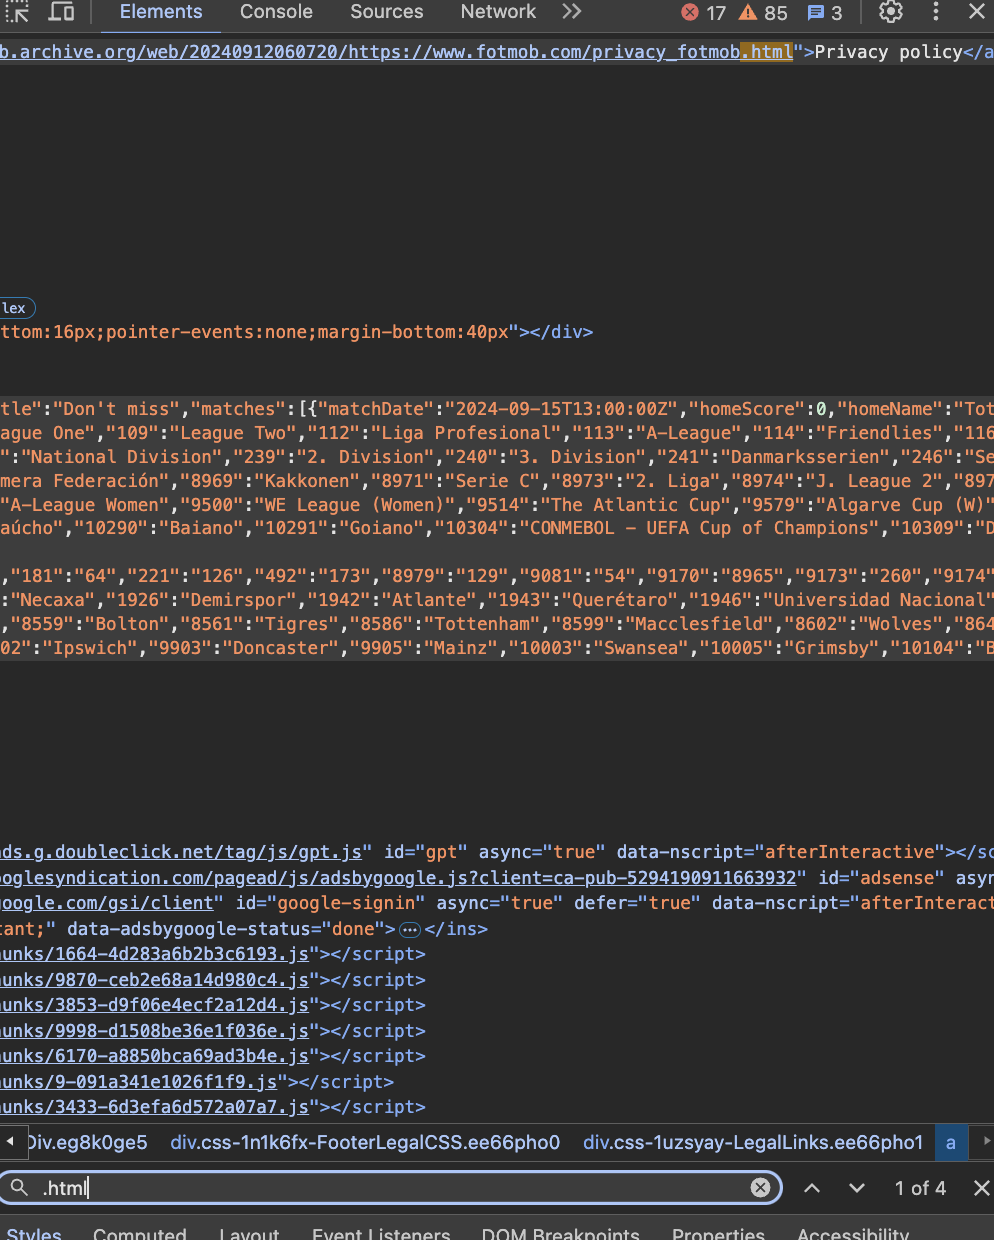 Elements Console Sources Network 17 85 3
b.archive.org/web/20240912060720/https://www.fotmob.com/privacy_fotmob.html">Privacy policy</a
lex
ttom:16px;pointer-events:none;margin-bottom:40px"></div>
tle":"Don't miss","matches":[{"matchDate":"2024-09-15T13:00:00Z","homeScore":0,"homeName":"Tot
ague One","109":"League Two","112":"Liga Profesional","113":"A-League","114":"Friendlies","116
":"National Division","239":"2. Division","240":"3. Division","241":"Danmarksserien","246":"Se
mera Federación","8969":"Kakkonen","8971":"Serie C","8973":"2. Liga","8974":"J. League 2","897
"A-League Women","9500":"WE League (Women)","9514":"The Atlantic Cup","9579":"Algarve Cup (W)"
aúcho","10290":"Baiano","10291":"Goiano","10304":"CONMEBOL - UEFA Cup of Champions","10309":"D
,"181":"64","221":"126","492":"173","8979":"129","9081":"54","9170":"8965","9173":"260","9174"
:"Necaxa","1926":"Demirspor","1942":"Atlante","1943":"Querétaro","1946":"Universidad Nacional"
,"8559":"Bolton","8561":"Tigres","8586":"Tottenham","8599":"Macclesfield","8602":"Wolves","864
02":"Ipswich","9903":"Doncaster","9905":"Mainz","10003":"Swansea","10005":"Grimsby","10104":"B
ads.g.doubleclick.net/tag/js/gpt.js" id="gpt" async="true" data-nscript="afterInteractive"></sc
oglesyndication.com/pagead/js/adsbygoogle.js?client=ca-pub-5294190911663932" id="adsense" asyn
google.com/gsi/client" id="google-signin" async="true" defer="true" data-nscript="afterInteract
tant;" data-adsbygoogle-status="done">…</ins>
unks/1664-4d283a6b2b3c6193.js"></script>
unks/9870-ceb2e68a14d980c4.js"></script>
unks/3853-d9f06e4ecf2a12d4.js"></script>
unks/9998-d1508be36e1f036e.js"></script>
unks/6170-a8850bca69ad3b4e.js"></script>
unks/9-091a341e1026f1f9.js"></script>
unks/3433-6d3efa6d572a07a7.js"></script>
Div.eg8k0ge5 div.css-1n1k6fx-FooterLegalCSS.ee66pho0 div.css-1uzsyay-LegalLinks.ee66pho1 a
.html 1 of 4
Styles Computed Layout Event Listeners DOM Breakpoints Properties Accessibility